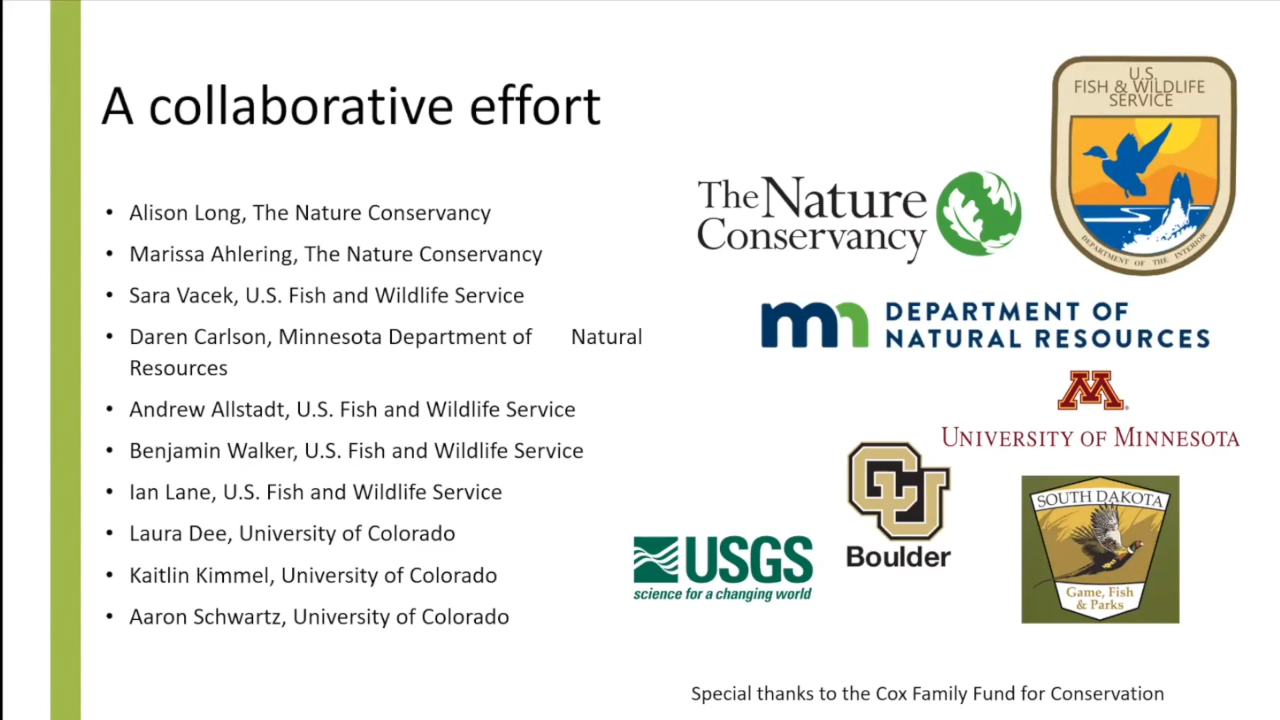 A collaborative effort
• Alison Long, The Nature Conservancy
• Marissa Ahlering, The Nature Conservancy
• Sara Vacek, U.S. Fish and Wildlife Service
• Daren Carlson, Minnesota Department of Natural
Resources
• Andrew Allstadt, U.S. Fish and Wildlife Service
• Benjamin Walker, U.S. Fish and Wildlife Service
• Ian Lane, U.S. Fish and Wildlife Service
• Laura Dee, University of Colorado
• Kaitlin Kimmel, University of Colorado
• Aaron Schwartz, University of Colorado
U.S.
FISH & WILDLIFE
SERVICE
DEPARTMENT OF THE INTERIOR
The Nature
Conservancy
mn DEPARTMENT OF
NATURAL RESOURCES
M
UNIVERSITY OF MINNESOTA
CU
Boulder
USGS
science for a changing world
SOUTH DAKOTA
Game, Fish
& Parks
Special thanks to the Cox Family Fund for Conservation